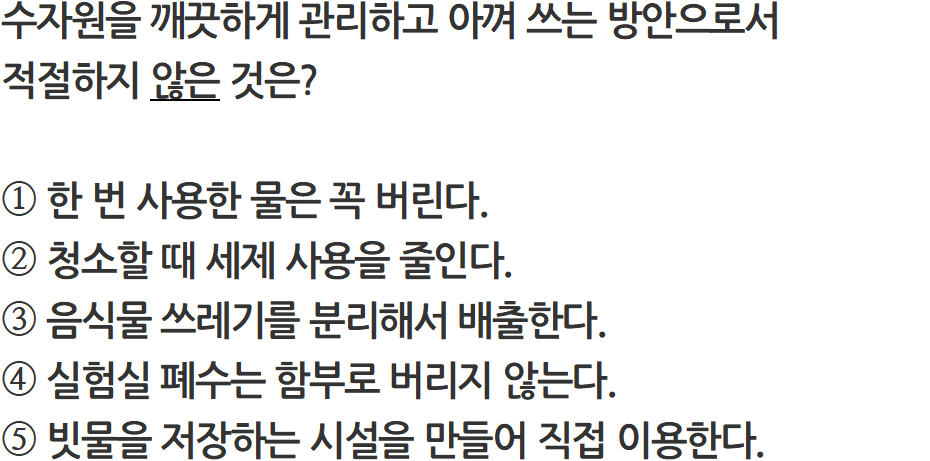 수자원을 깨끗하게 관리하고 아껴 쓰는 방안으로서
적절하지 않은 것은?
① 한 번 사용한 물은 꼭 버린다.
② 청소할 때 세제 사용을 줄인다.
③ 음식물 쓰레기를 분리해서 배출한다.
④ 실험실 폐수는 함부로 버리지 않는다.
⑤ 빗물을 저장하는 시설을 만들어 직접 이용한다.